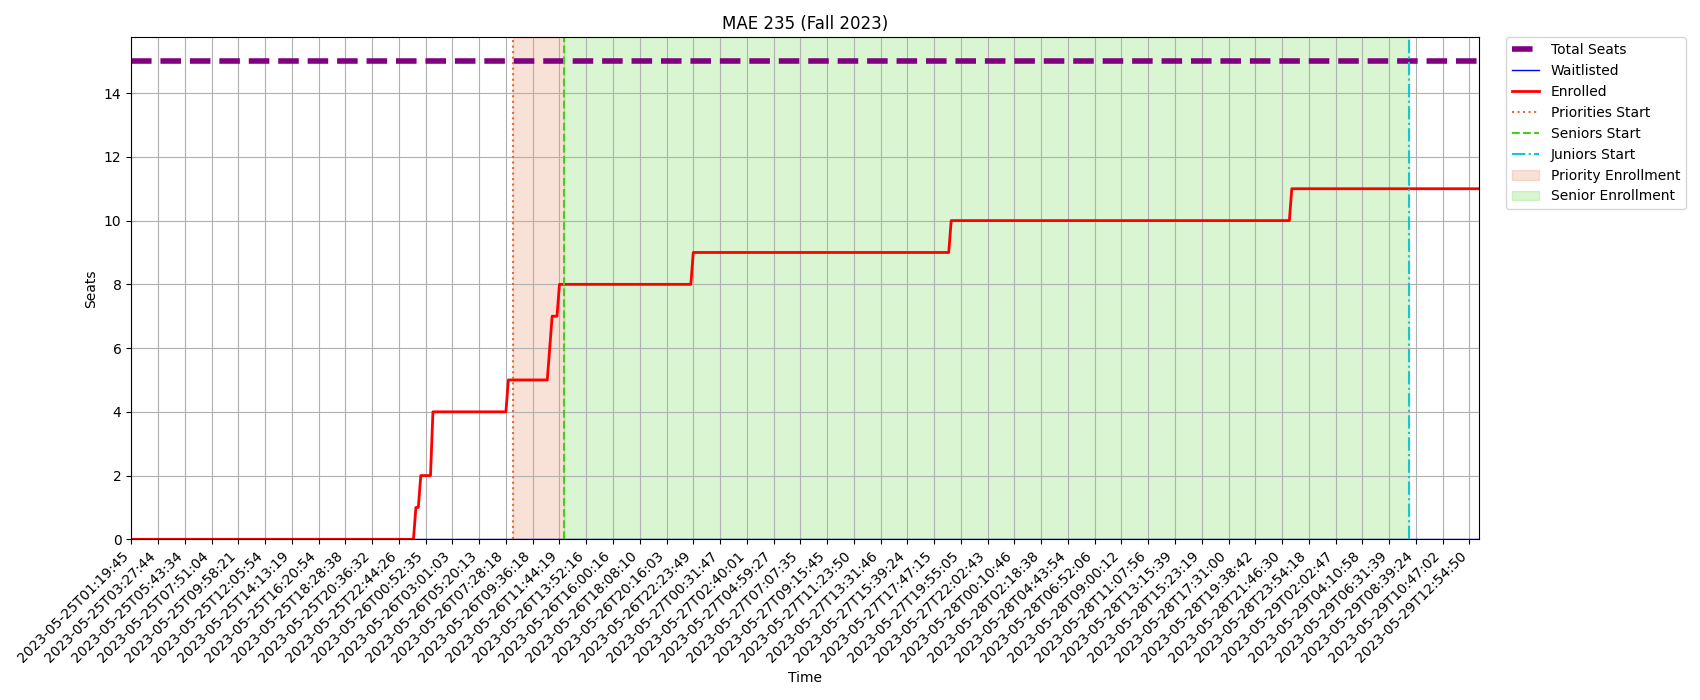 MAE 235 (Fall 2023)
Total Seats
Waitlisted
Enrolled
Priorities Start
Seniors Start
Juniors Start
Priority Enrollment
Senior Enrollment
Seats
14
12
10
8
6
4
2
0
2023-05-25T01:19:45
2023-05-25T03:27:44
2023-05-25T05:43:34
2023-05-25T07:51:04
2023-05-25T09:58:21
2023-05-25T12:05:54
2023-05-25T14:13:19
2023-05-25T16:20:54
2023-05-25T18:28:38
2023-05-25T20:36:32
2023-05-25T22:44:26
2023-05-26T00:52:35
2023-05-26T03:01:03
2023-05-26T05:20:13
2023-05-26T07:28:18
2023-05-26T09:36:18
2023-05-26T11:44:19
2023-05-26T13:52:16
2023-05-26T16:00:16
2023-05-26T18:08:10
2023-05-26T20:16:03
2023-05-26T22:23:49
2023-05-27T00:31:47
2023-05-27T02:40:01
2023-05-27T04:59:27
2023-05-27T07:07:35
2023-05-27T09:15:45
2023-05-27T11:23:50
2023-05-27T13:31:46
2023-05-27T15:39:24
2023-05-27T17:47:15
2023-05-27T19:55:05
2023-05-27T22:02:43
2023-05-28T00:10:46
2023-05-28T02:18:38
2023-05-28T04:43:54
2023-05-28T06:52:06
2023-05-28T09:00:12
2023-05-28T11:07:56
2023-05-28T13:15:39
2023-05-28T15:23:19
2023-05-28T17:31:00
2023-05-28T19:38:42
2023-05-28T21:46:30
2023-05-28T23:54:18
2023-05-29T02:02:47
2023-05-29T04:10:58
2023-05-29T06:31:39
2023-05-29T08:39:24
2023-05-29T10:47:02
2023-05-29T12:54:50
Time